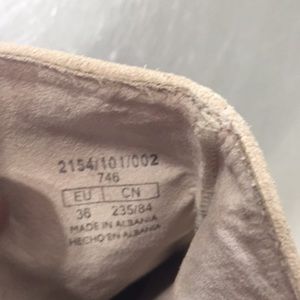 2154/101/002
746
EU CN
36 235/84
MADE IN ALBANIA
HECHO EN ALBANIA